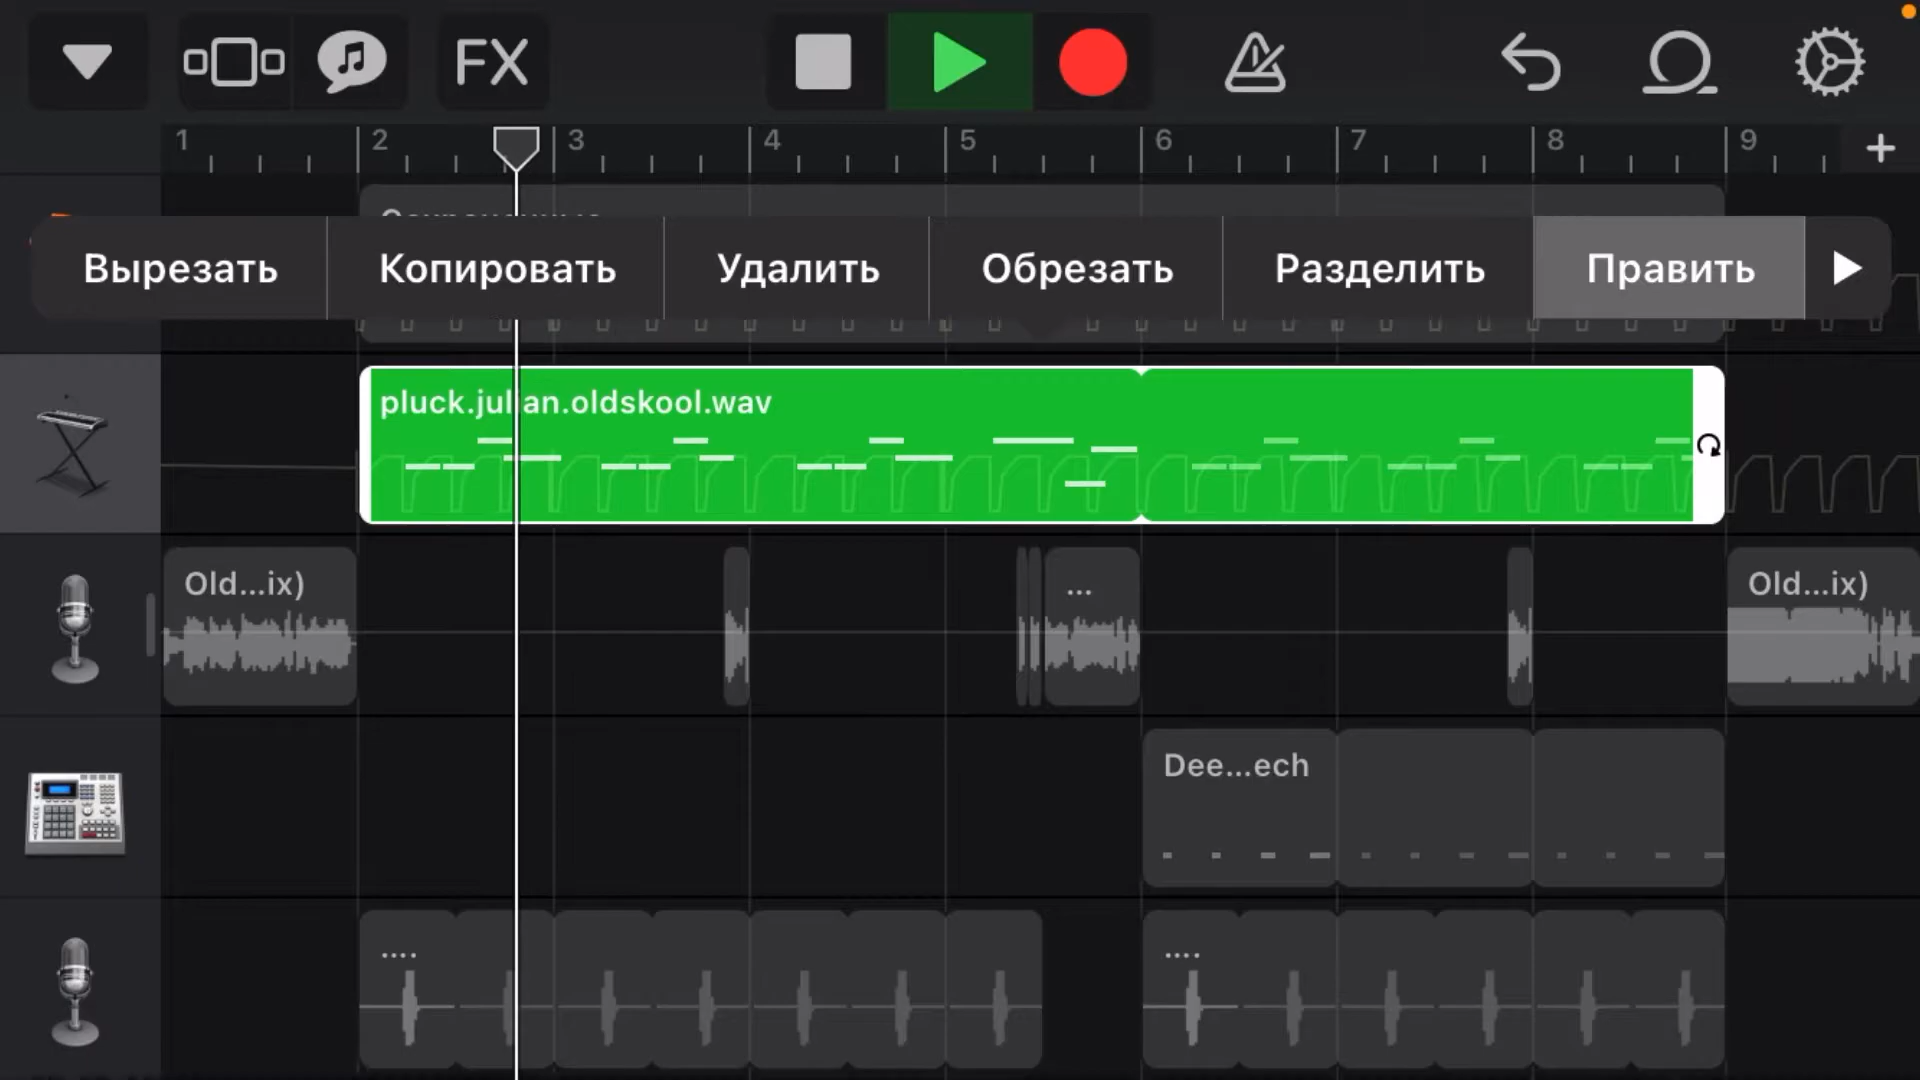 FX
1 2 3 4 5 6 7 8 9 +
Вырезать Копировать Удалить Обрезать Разделить Править
pluck.julian.oldskool.wav
Old...ix) ... Old...ix)
Dee...ech
.... ....